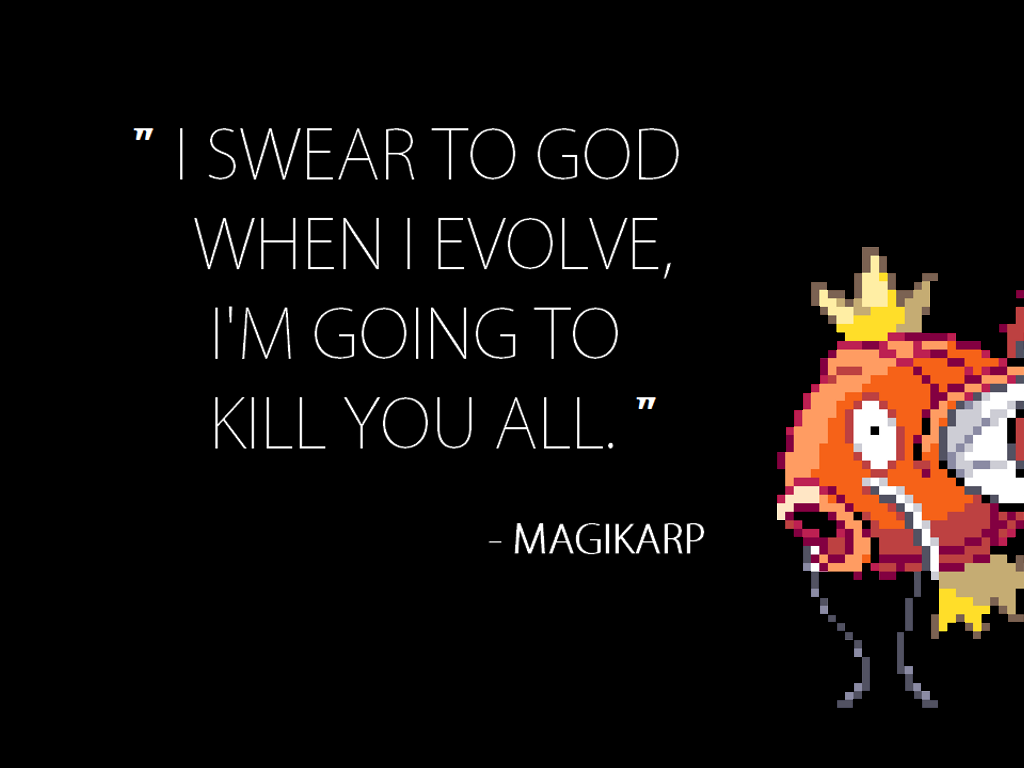 " I SWEAR TO GOD
WHEN I EVOLVE,
I'M GOING TO
KILL YOU ALL. "
- MAGIKARP